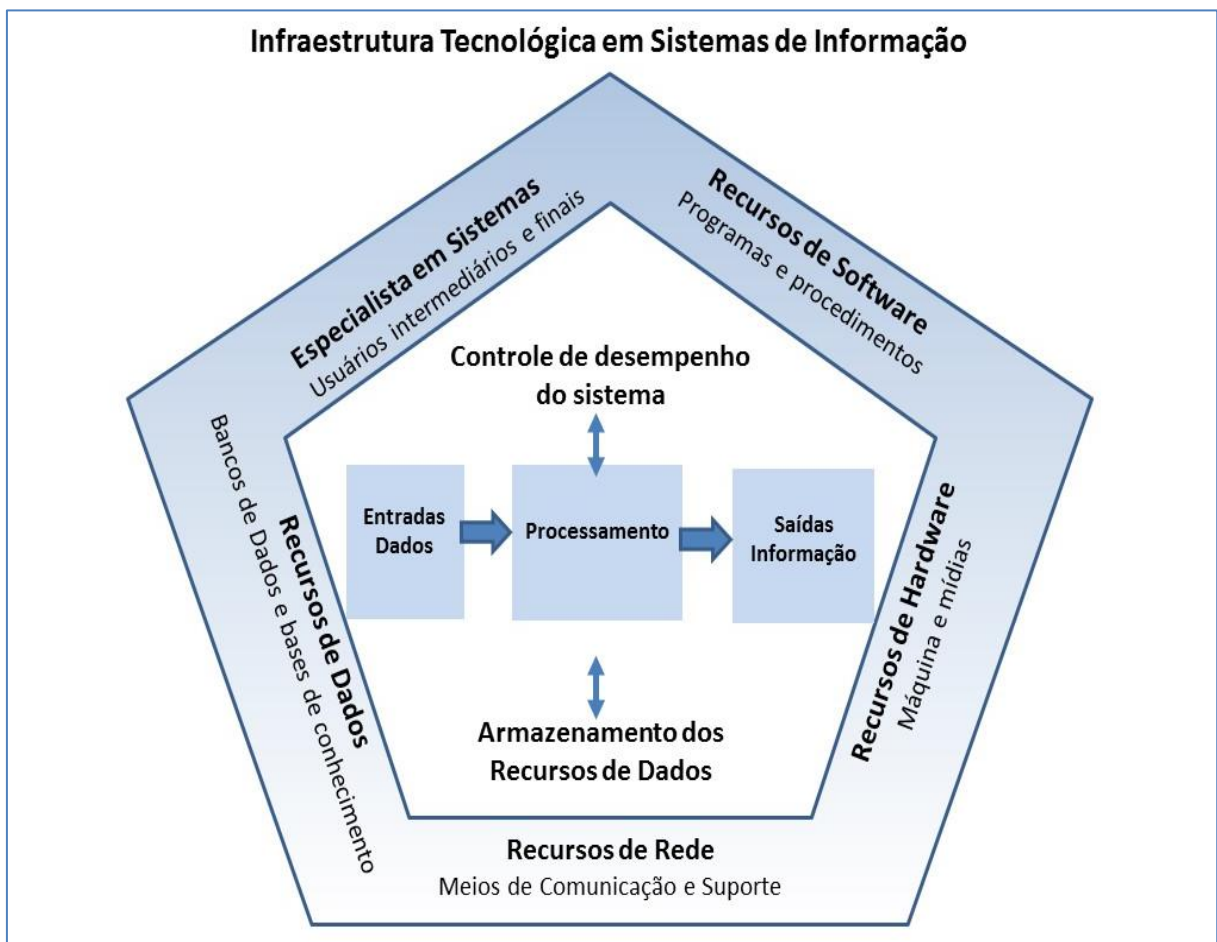 Infraestrutura Tecnológica em Sistemas de Informação
Especialista em Sistemas
Usuários intermediários e finais
Recursos de Software
Programas e procedimentos
Controle de desempenho
do sistema
Entradas
Dados
Processamento
Saídas
Informação
Recursos de Dados
Bancos de Dados e bases de conhecimento
Recursos de Hardware
Máquina e mídias
Armazenamento dos
Recursos de Dados
Recursos de Rede
Meios de Comunicação e Suporte